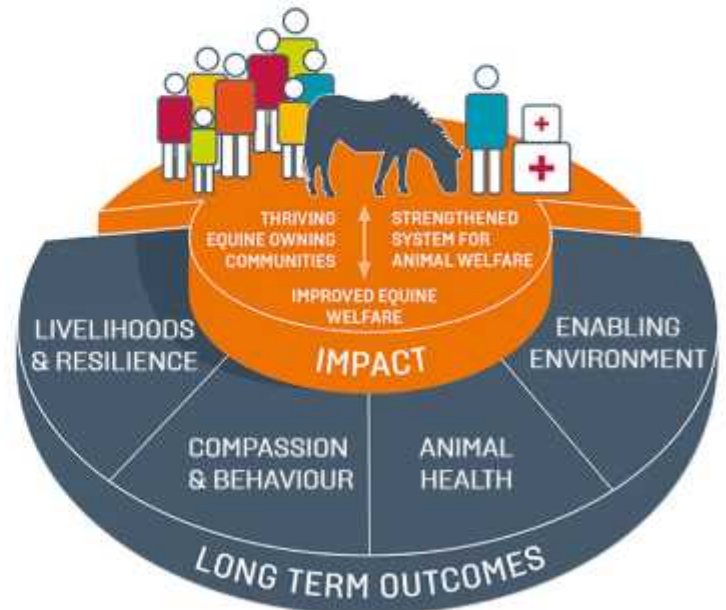 THRIVING
EQUINE OWNING
COMMUNITIES
STRENGTHENED
SYSTEM FOR
ANIMAL WELFARE
IMPROVED EQUINE
WELFARE
IMPACT
LIVELIHOODS
& RESILIENCE
COMPASSION
& BEHAVIOUR
ANIMAL
HEALTH
ENABLING
ENVIRONMENT
LONG TERM OUTCOMES